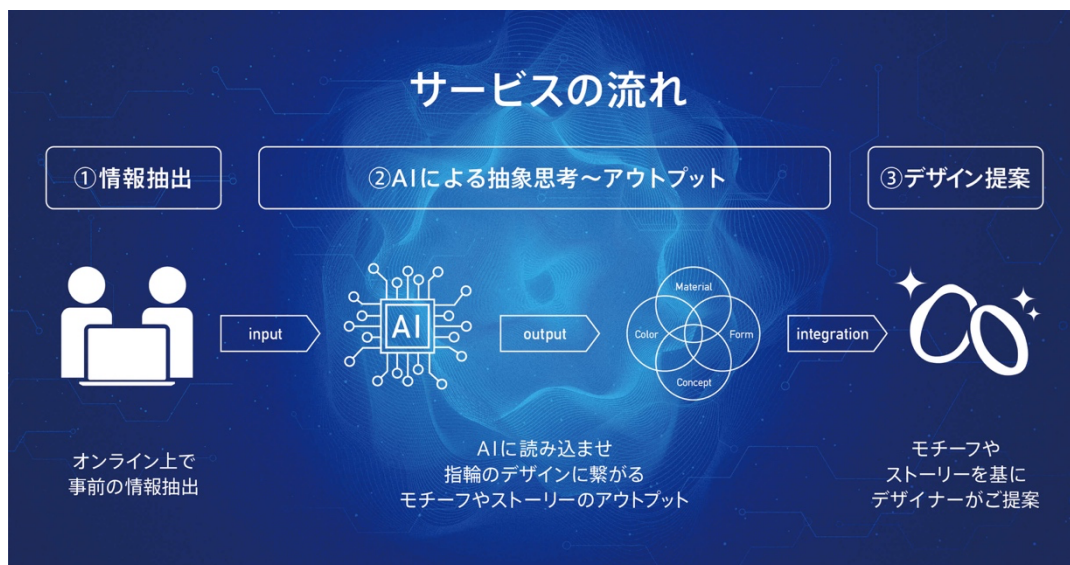 サービスの流れ
①情報抽出
②AIによる抽象思考～アウトプット
③デザイン提案
input
AI
output
Material
Color
Form
Concept
integration
オンライン上で
事前の情報抽出
AIに読み込ませ
指輪のデザインに繋がる
モチーフやストーリーのアウトプット
モチーフや
ストーリーを基に
デザイナーがご提案